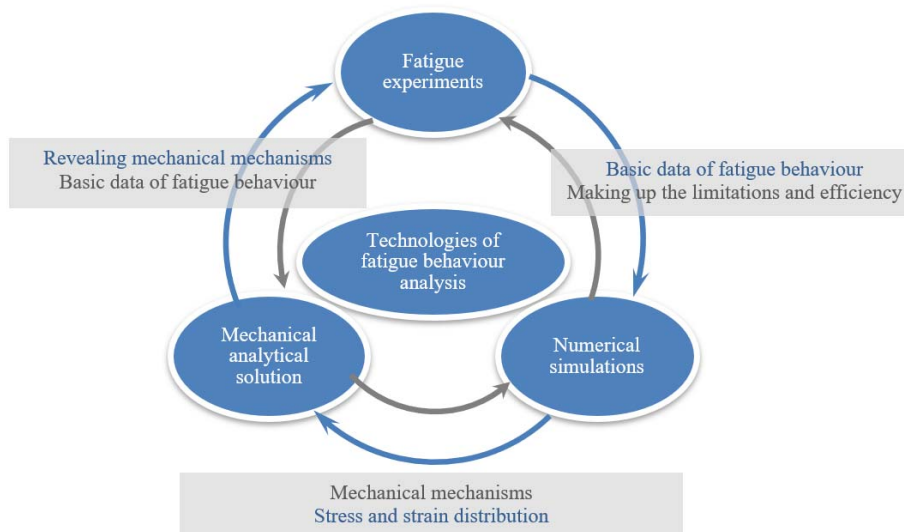 Fatigue
experiments
Revealing mechanical mechanisms
Basic data of fatigue behaviour
Basic data of fatigue behaviour
Making up the limitations and efficiency
Technologies of
fatigue behaviour
analysis
Mechanical
analytical
solution
Numerical
simulations
Mechanical mechanisms
Stress and strain distribution